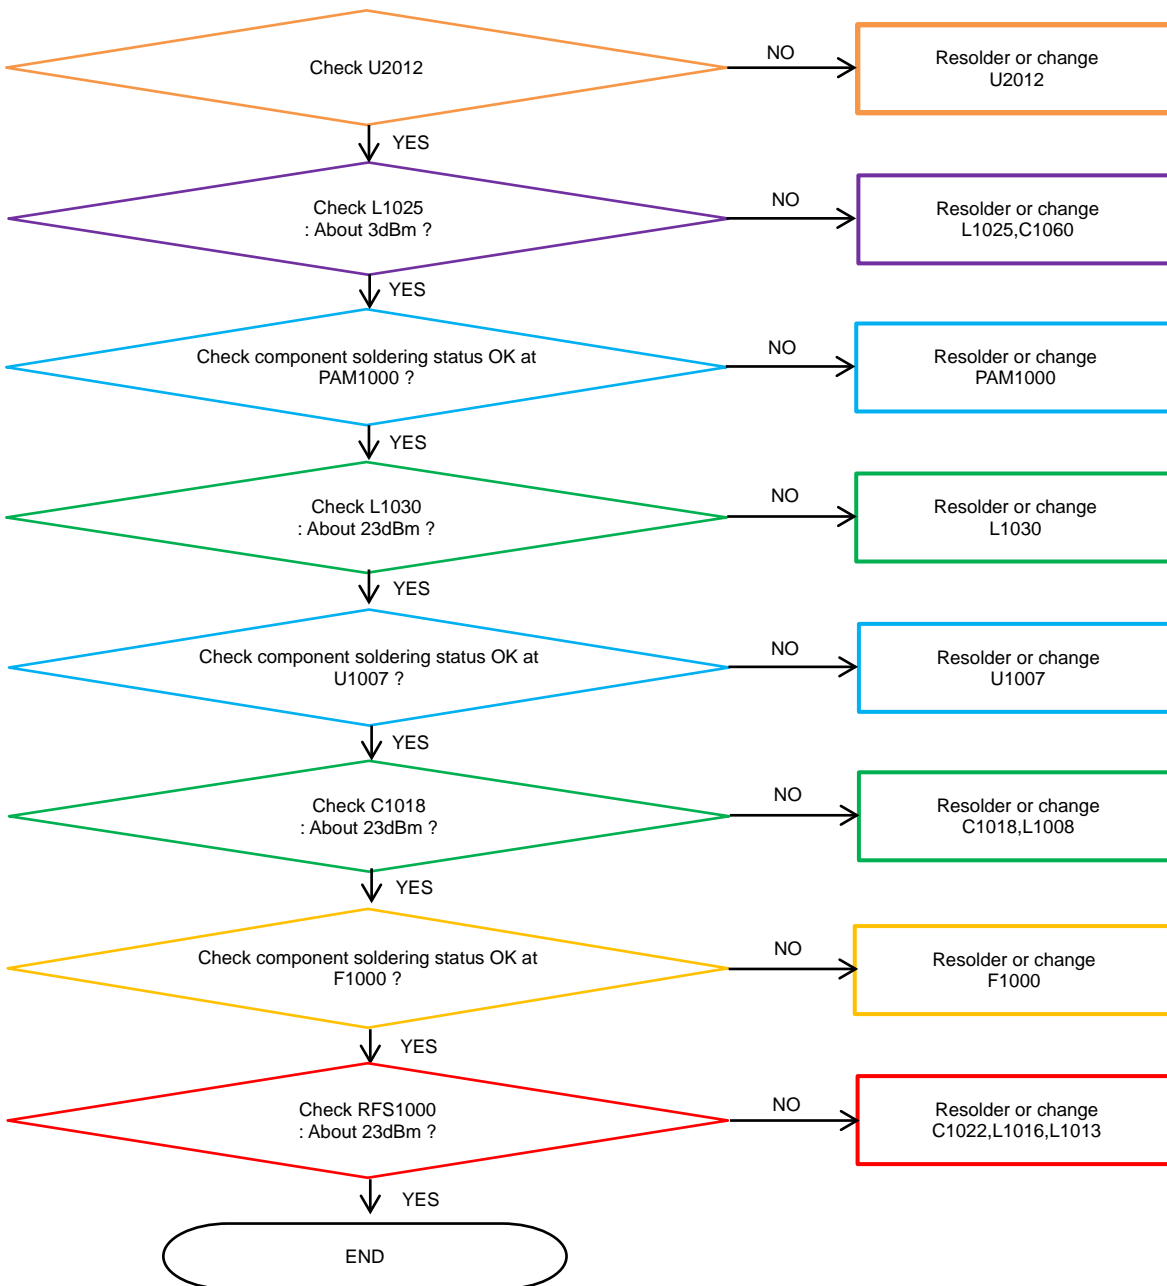 Check U2012
NO
Resolder or change
U2012
YES
Check L1025
: About 3dBm ?
NO
Resolder or change
L1025,C1060
YES
Check component soldering status OK at
PAM1000 ?
NO
Resolder or change
PAM1000
YES
Check L1030
: About 23dBm ?
NO
Resolder or change
L1030
YES
Check component soldering status OK at
U1007 ?
NO
Resolder or change
U1007
YES
Check C1018
: About 23dBm ?
NO
Resolder or change
C1018,L1008
YES
Check component soldering status OK at
F1000 ?
NO
Resolder or change
F1000
YES
Check RFS1000
: About 23dBm ?
NO
Resolder or change
C1022,L1016,L1013
YES
END